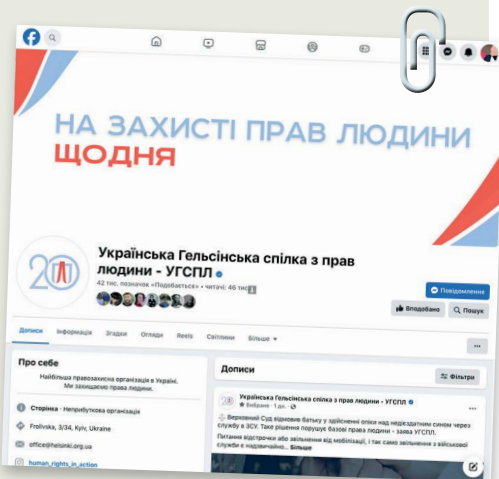 НА ЗАХИСТІ ПРАВ ЛЮДИНИ
ЩОДНЯ
20
Українська Гельсінська спілка з прав
людини - УГСПЛ
42 тис. позначок «Подобається» • читачі: 46 тис.
Повідомлення
Вподобано
Пошук
Дописи Інформація Згадки Огляди Reels Світлини Більше
Про себе
Найбільша правозахисна організація в Україні.
Ми захищаємо права людини.
Сторінка · Неприбуткова організація
Frolivska, 3/34, Kyiv, Ukraine
office@helsinki.org.ua
human_rights_in_action
Дописи
Фільтри
Українська Гельсінська спілка з прав людини - УГСПЛ
Вибране · 1 дн.
Верховний Суд відмовив батьку у здійсненні опіки над недієздатним сином через
службу в ЗСУ. Таке рішення порушує базові права людини - заява УГСПЛ.
Питання відстрочки або звільнення від мобілізації, і так само звільнення з військової
служби є надзвичайно... Більше